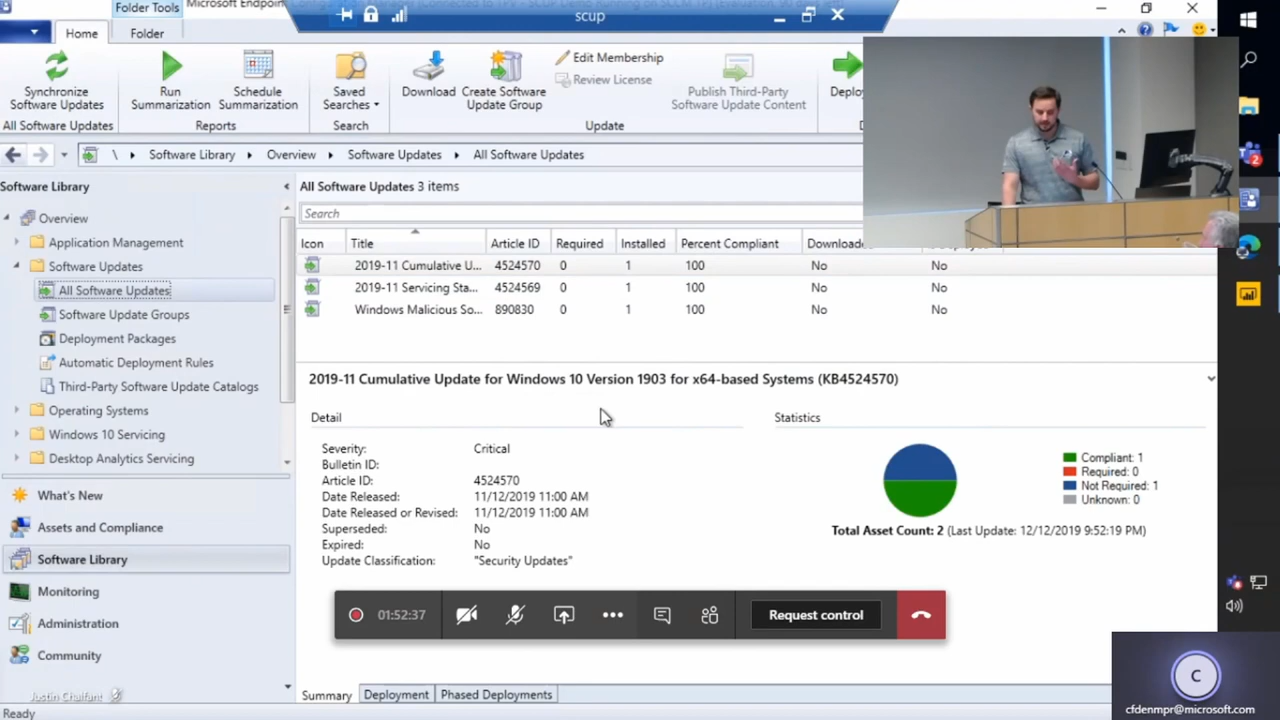 Folder Tools
Microsoft Endpoint
scup
Home
Folder
Synchronize
Software Updates
Run
Summarization
Schedule
Summarization
Saved
Searches
Download
Create Software
Update Group
Edit Membership
Review License
Publish Third-Party
Software Update Content
Deploy
All Software Updates
Reports
Search
Update
\ Software Library Overview Software Updates All Software Updates
Software Library
Overview
Application Management
Software Updates
All Software Updates
Software Update Groups
Deployment Packages
Automatic Deployment Rules
Third-Party Software Update Catalogs
Operating Systems
Windows 10 Servicing
Desktop Analytics Servicing
What's New
Assets and Compliance
Software Library
Monitoring
Administration
Community
Justin Chalfant
Ready
All Software Updates 3 items
Search
Icon Title Article ID Required Installed Percent Compliant Downloaded
2019-11 Cumulative U... 4524570 0 1 100 No No
2019-11 Servicing Sta... 4524569 0 1 100 No No
Windows Malicious So... 890830 0 1 100 No No
2019-11 Cumulative Update for Windows 10 Version 1903 for x64-based Systems (KB4524570)
Detail
Severity: Critical
Bulletin ID:
Article ID: 4524570
Date Released: 11/12/2019 11:00 AM
Date Released or Revised: 11/12/2019 11:00 AM
Superseded: No
Expired: No
Update Classification: "Security Updates"
Statistics
Compliant: 1
Required: 0
Not Required: 1
Unknown: 0
Total Asset Count: 2 (Last Update: 12/12/2019 9:52:19 PM)
01:52:37
Request control
Summary Deployment Phased Deployments
2
C
cfdenmpr@microsoft.com